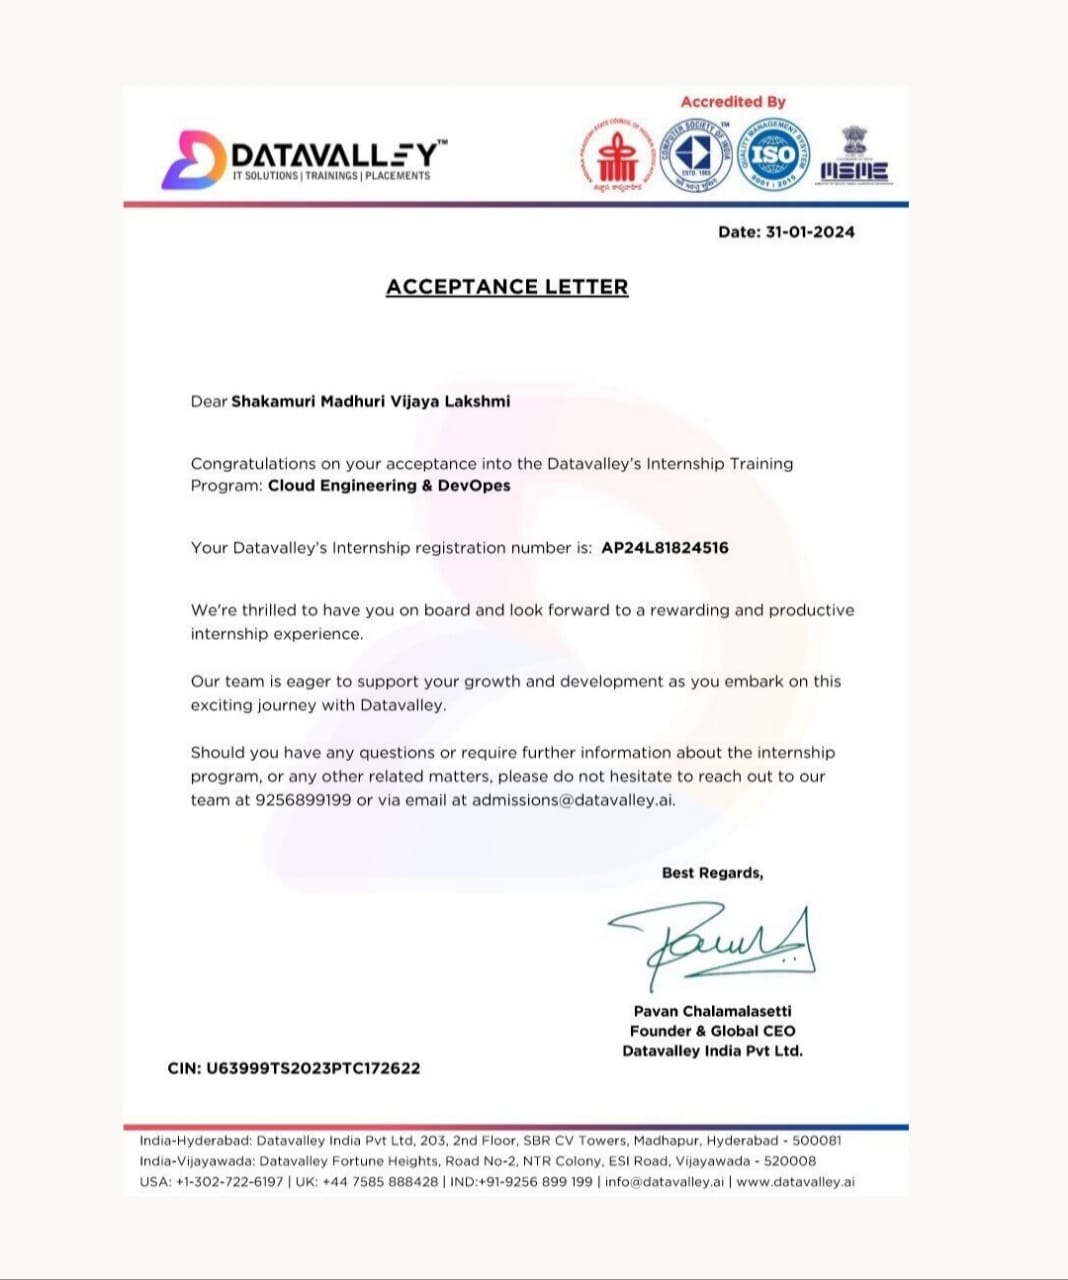 Accredited By
DATAVALLEY™
IT SOLUTIONS | TRAININGS | PLACEMENTS
COMPUTER SOCIETY OF INDIA
ESTD. 1965
QUALITY MANAGEMENT SYSTEM
ISO
9001 : 2015
MSME
Date: 31-01-2024
ACCEPTANCE LETTER
Dear Shakamuri Madhuri Vijaya Lakshmi
Congratulations on your acceptance into the Datavalley's Internship Training
Program: Cloud Engineering & DevOpes
Your Datavalley's Internship registration number is: AP24L81824516
We're thrilled to have you on board and look forward to a rewarding and productive
internship experience.
Our team is eager to support your growth and development as you embark on this
exciting journey with Datavalley.
Should you have any questions or require further information about the internship
program, or any other related matters, please do not hesitate to reach out to our
team at 9256899199 or via email at admissions@datavalley.ai.
Best Regards,
Pavan Chalamalasetti
Founder & Global CEO
Datavalley India Pvt Ltd.
CIN: U63999TS2023PTC172622
India-Hyderabad: Datavalley India Pvt Ltd, 203, 2nd Floor, SBR CV Towers, Madhapur, Hyderabad - 500081
India-Vijayawada: Datavalley Fortune Heights, Road No-2, NTR Colony, ESI Road, Vijayawada - 520008
USA: +1-302-722-6197 | UK: +44 7585 888428 | IND:+91-9256 899 199 | info@datavalley.ai | www.datavalley.ai